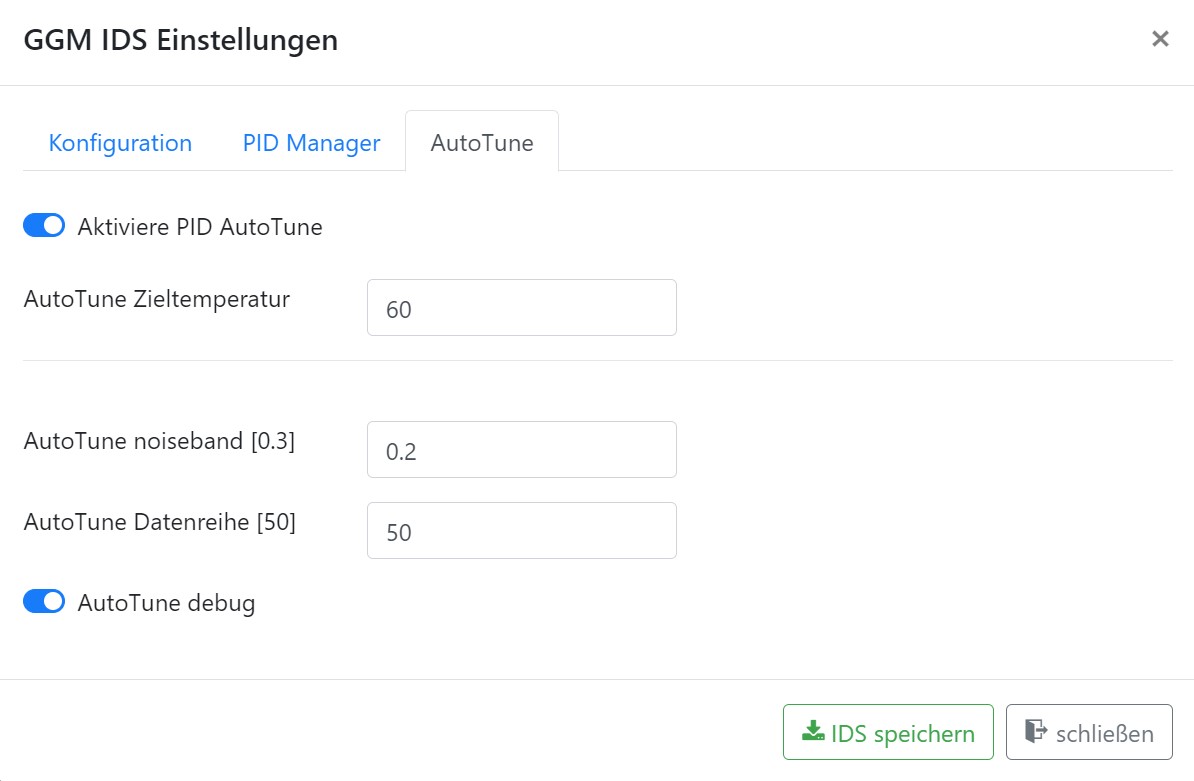 GGM IDS Einstellungen
×
Konfiguration PID Manager AutoTune
Aktiviere PID AutoTune
AutoTune Zieltemperatur 60
AutoTune noiseband [0.3] 0.2
AutoTune Datenreihe [50] 50
AutoTune debug
IDS speichern schließen